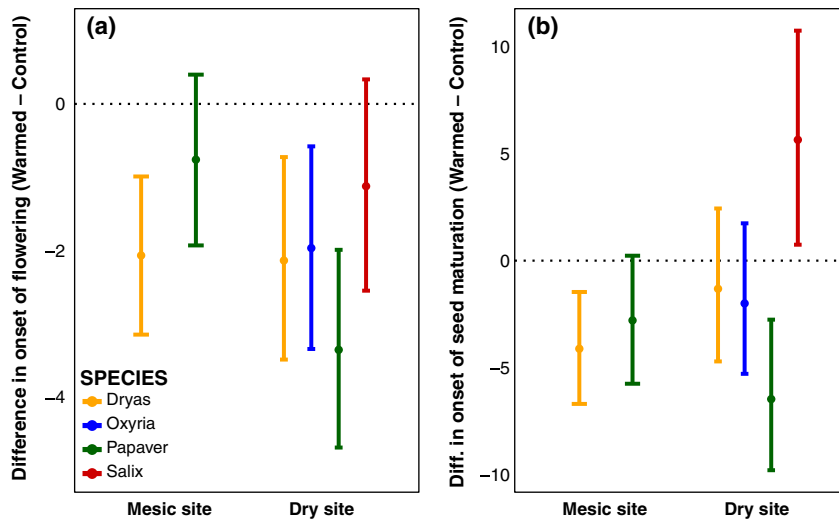 Difference in onset of flowering (Warmed – Control)
(a)
0
−2
−4
SPECIES
Dryas
Oxyria
Papaver
Salix
Mesic site
Dry site
Diff. in onset of seed maturation (Warmed – Control)
(b)
10
5
0
−5
−10
Mesic site
Dry site